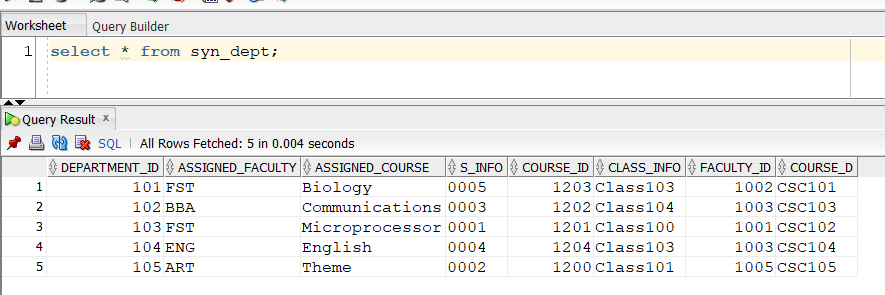 Worksheet Query Builder
1 select * from syn_dept;
Query Result x
SQL | All Rows Fetched: 5 in 0.004 seconds
DEPARTMENT_ID ASSIGNED_FACULTY ASSIGNED_COURSE S_INFO COURSE_ID CLASS_INFO FACULTY_ID COURSE_D
1 101 FST Biology 0005 1203 Class103 1002 CSC101
2 102 BBA Communications 0003 1202 Class104 1003 CSC103
3 103 FST Microprocessor 0001 1201 Class100 1001 CSC102
4 104 ENG English 0004 1204 Class103 1003 CSC104
5 105 ART Theme 0002 1200 Class101 1005 CSC105